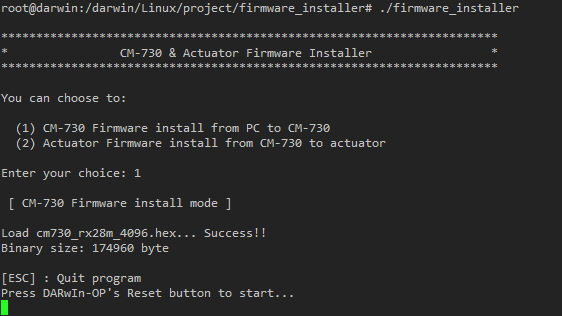 root@darwin:/darwin/Linux/project/firmware_installer# ./firmware_installer
***********************************************************************
*                CM-730 & Actuator Firmware Installer                 *
***********************************************************************
You can choose to:
(1) CM-730 Firmware install from PC to CM-730
(2) Actuator Firmware install from CM-730 to actuator
Enter your choice: 1
[ CM-730 Firmware install mode ]
Load cm730_rx28m_4096.hex... Success!!
Binary size: 174960 byte
[ESC] : Quit program
Press DARwIn-OP's Reset button to start...